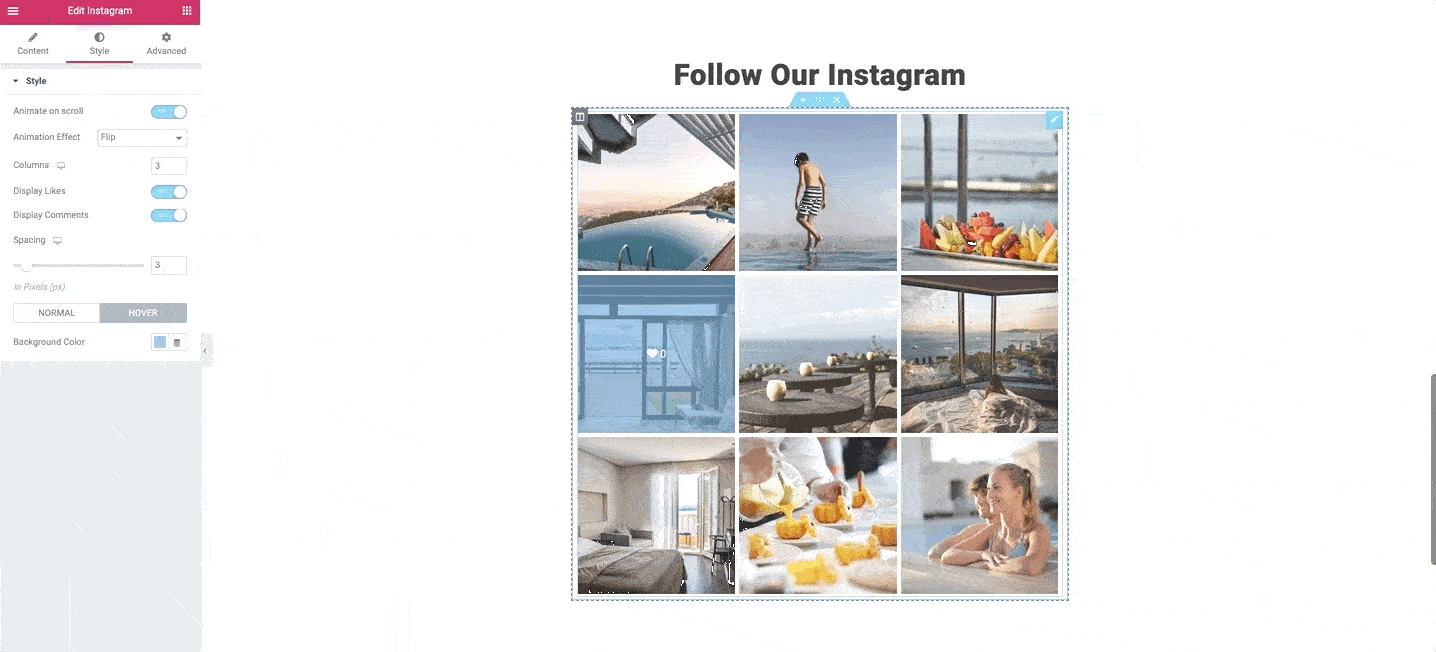 Edit Instagram
Content
Style
Advanced
Style
Animate on scroll
Animation Effect
Flip
Columns
3
Display Likes
Display Comments
Spacing
3
In Pixels (px)
NORMAL
HOVER
Background Color
Follow Our Instagram
0